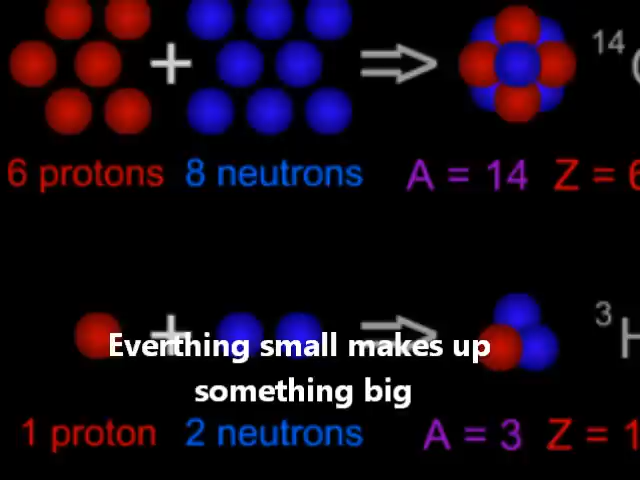 + ⇒ 14
6 protons 8 neutrons A = 14 Z = 6
+ ⇒ 3 H
Everthing small makes up
something big
1 proton 2 neutrons A = 3 Z = 1